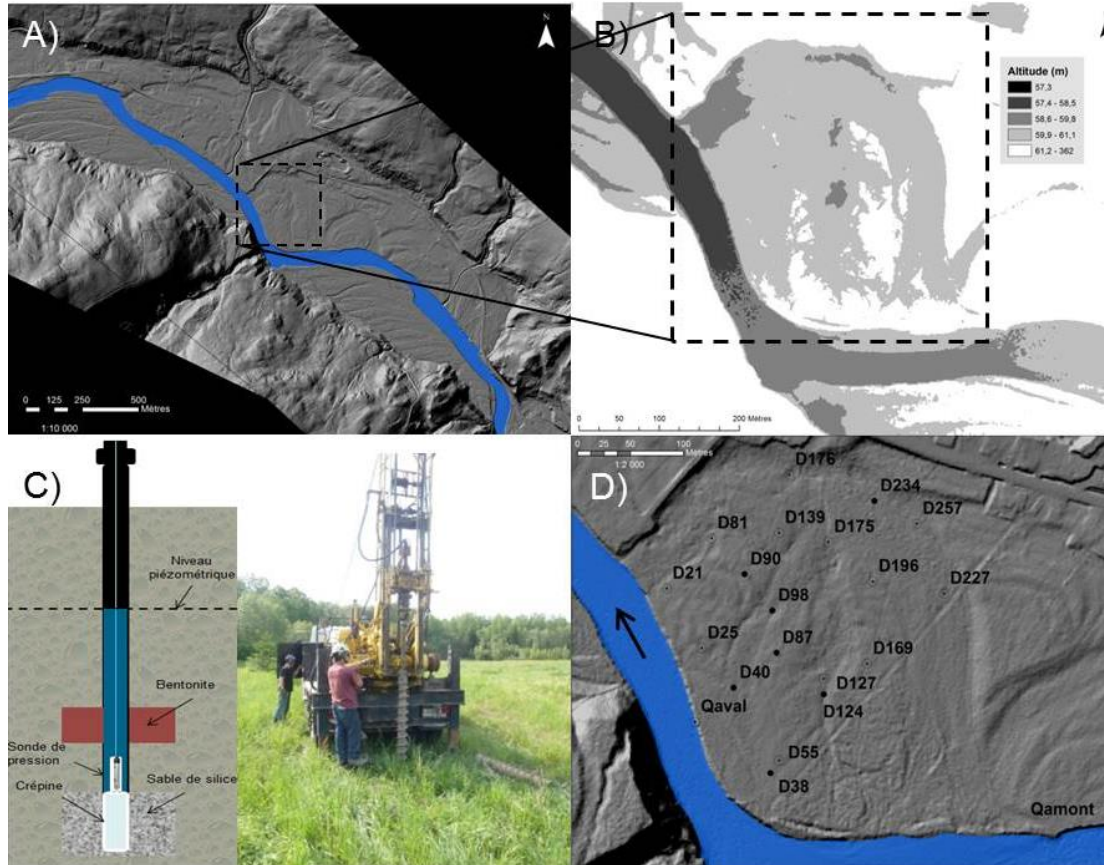 A)
N
0 125 250 500
Mètres
1:10 000
B)
Altitude (m)
57,3
57,4 - 58,5
58,6 - 59,8
59,9 - 61,1
61,2 - 362
0 50 100 200 Mètres
C)
Niveau
piézométrique
Bentonite
Sonde de
pression
Sable de silice
Crépine
D)
0 25 50 100
Mètres
1:2 000
D176
D234
D257
D81
D139
D175
D90
D21
D196
D227
D98
D25
D87
D169
D40
D127
Qaval
D124
D55
D38
Qamont